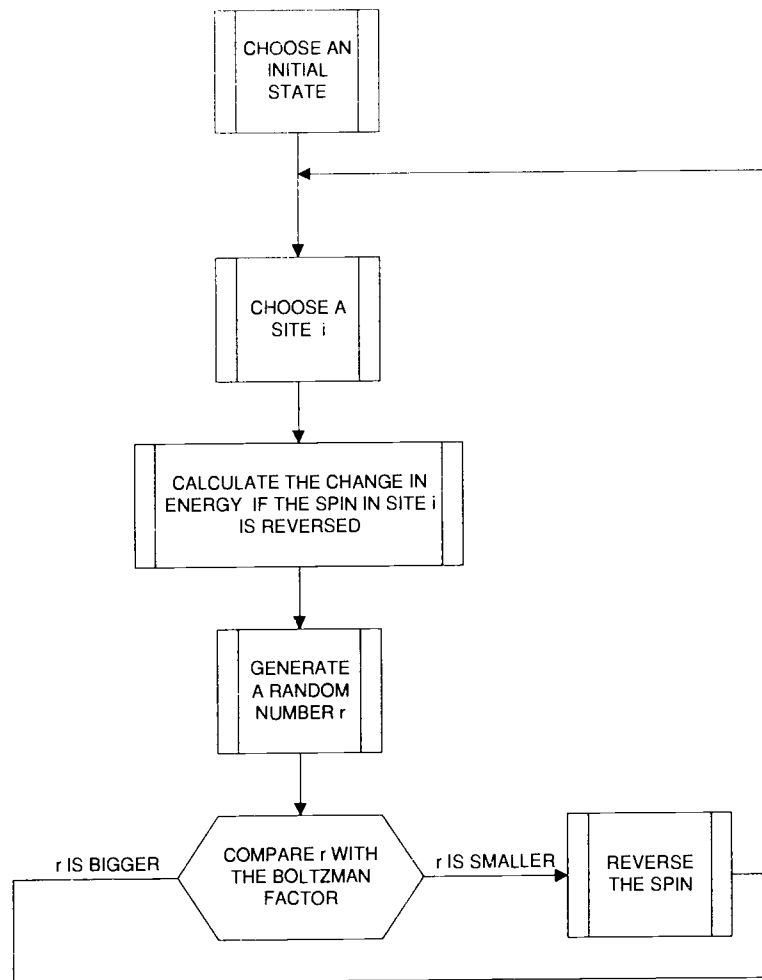 CHOOSE AN
INITIAL
STATE
CHOOSE A
SITE i
CALCULATE THE CHANGE IN
ENERGY IF THE SPIN IN SITE i
IS REVERSED
GENERATE
A RANDOM
NUMBER r
r IS BIGGER
COMPARE r WITH
THE BOLTZMAN
FACTOR
r IS SMALLER
REVERSE
THE SPIN